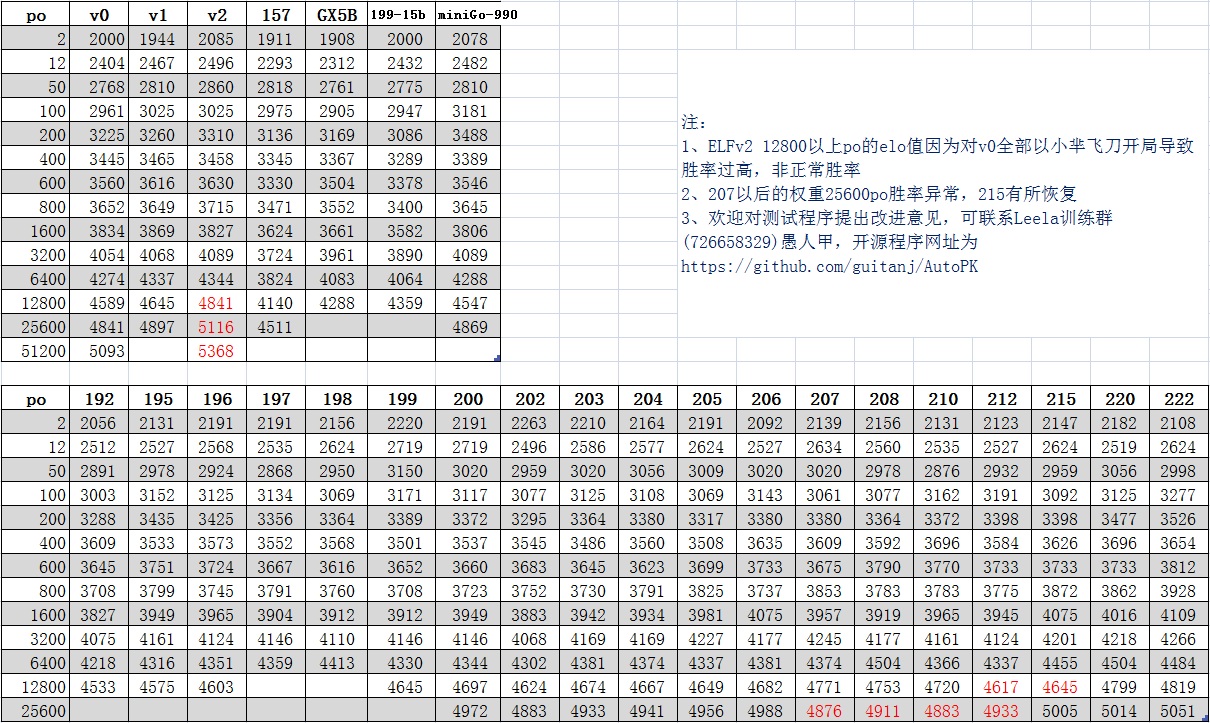 po v0 v1 v2 157 GX5B 199-15b miniGo-990
2 2000 1944 2085 1911 1908 2000 2078
12 2404 2467 2496 2293 2312 2432 2482
50 2768 2810 2860 2818 2761 2775 2810
100 2961 3025 3025 2975 2905 2947 3181
200 3225 3260 3310 3136 3169 3086 3488
400 3445 3465 3458 3345 3367 3289 3389
600 3560 3616 3630 3330 3504 3378 3546
800 3652 3649 3715 3471 3552 3400 3645
1600 3834 3869 3827 3624 3661 3582 3806
3200 4054 4068 4089 3724 3961 3890 4089
6400 4274 4337 4344 3824 4083 4064 4288
12800 4589 4645 4841 4140 4288 4359 4547
25600 4841 4897 5116 4511 4869
51200 5093 5368
注：
1、ELFv2 12800以上po的elo值因为对v0全部以小芈飞刀开局导致
胜率过高，非正常胜率
2、207以后的权重25600po胜率异常，215有所恢复
3、欢迎对测试程序提出改进意见，可联系Leela训练群
(726658329)愚人甲，开源程序网址为
https://github.com/guitanj/AutoPK
po 192 195 196 197 198 199 200 202 203 204 205 206 207 208 210 212 215 220 222
2 2056 2131 2191 2191 2156 2220 2191 2263 2210 2164 2191 2092 2139 2156 2131 2123 2147 2182 2108
12 2512 2527 2568 2535 2624 2719 2719 2496 2586 2577 2624 2527 2634 2560 2535 2527 2624 2519 2624
50 2891 2978 2924 2868 2950 3150 3020 2959 3020 3056 3009 3020 3020 2978 2876 2932 2959 3056 2998
100 3003 3152 3125 3134 3069 3171 3117 3077 3125 3108 3069 3143 3061 3077 3162 3191 3092 3125 3277
200 3288 3435 3425 3356 3364 3389 3372 3295 3364 3380 3317 3380 3380 3364 3372 3398 3398 3477 3526
400 3609 3533 3573 3552 3568 3501 3537 3545 3486 3560 3508 3635 3609 3592 3696 3584 3626 3696 3654
600 3645 3751 3724 3667 3616 3652 3660 3683 3645 3623 3699 3733 3675 3790 3770 3733 3733 3733 3812
800 3708 3799 3745 3791 3760 3708 3723 3752 3730 3791 3825 3737 3853 3783 3783 3775 3872 3862 3928
1600 3827 3949 3965 3904 3912 3912 3949 3883 3942 3934 3981 4075 3957 3919 3965 3945 4075 4016 4109
3200 4075 4161 4124 4146 4110 4146 4146 4068 4169 4169 4227 4177 4245 4177 4161 4124 4201 4218 4266
6400 4218 4316 4351 4359 4413 4330 4344 4302 4381 4374 4337 4381 4374 4504 4366 4337 4455 4504 4484
12800 4533 4575 4603 4645 4697 4624 4674 4667 4649 4682 4771 4753 4720 4617 4645 4799 4819
25600 4972 4883 4933 4941 4956 4988 4876 4911 4883 4933 5005 5014 5051